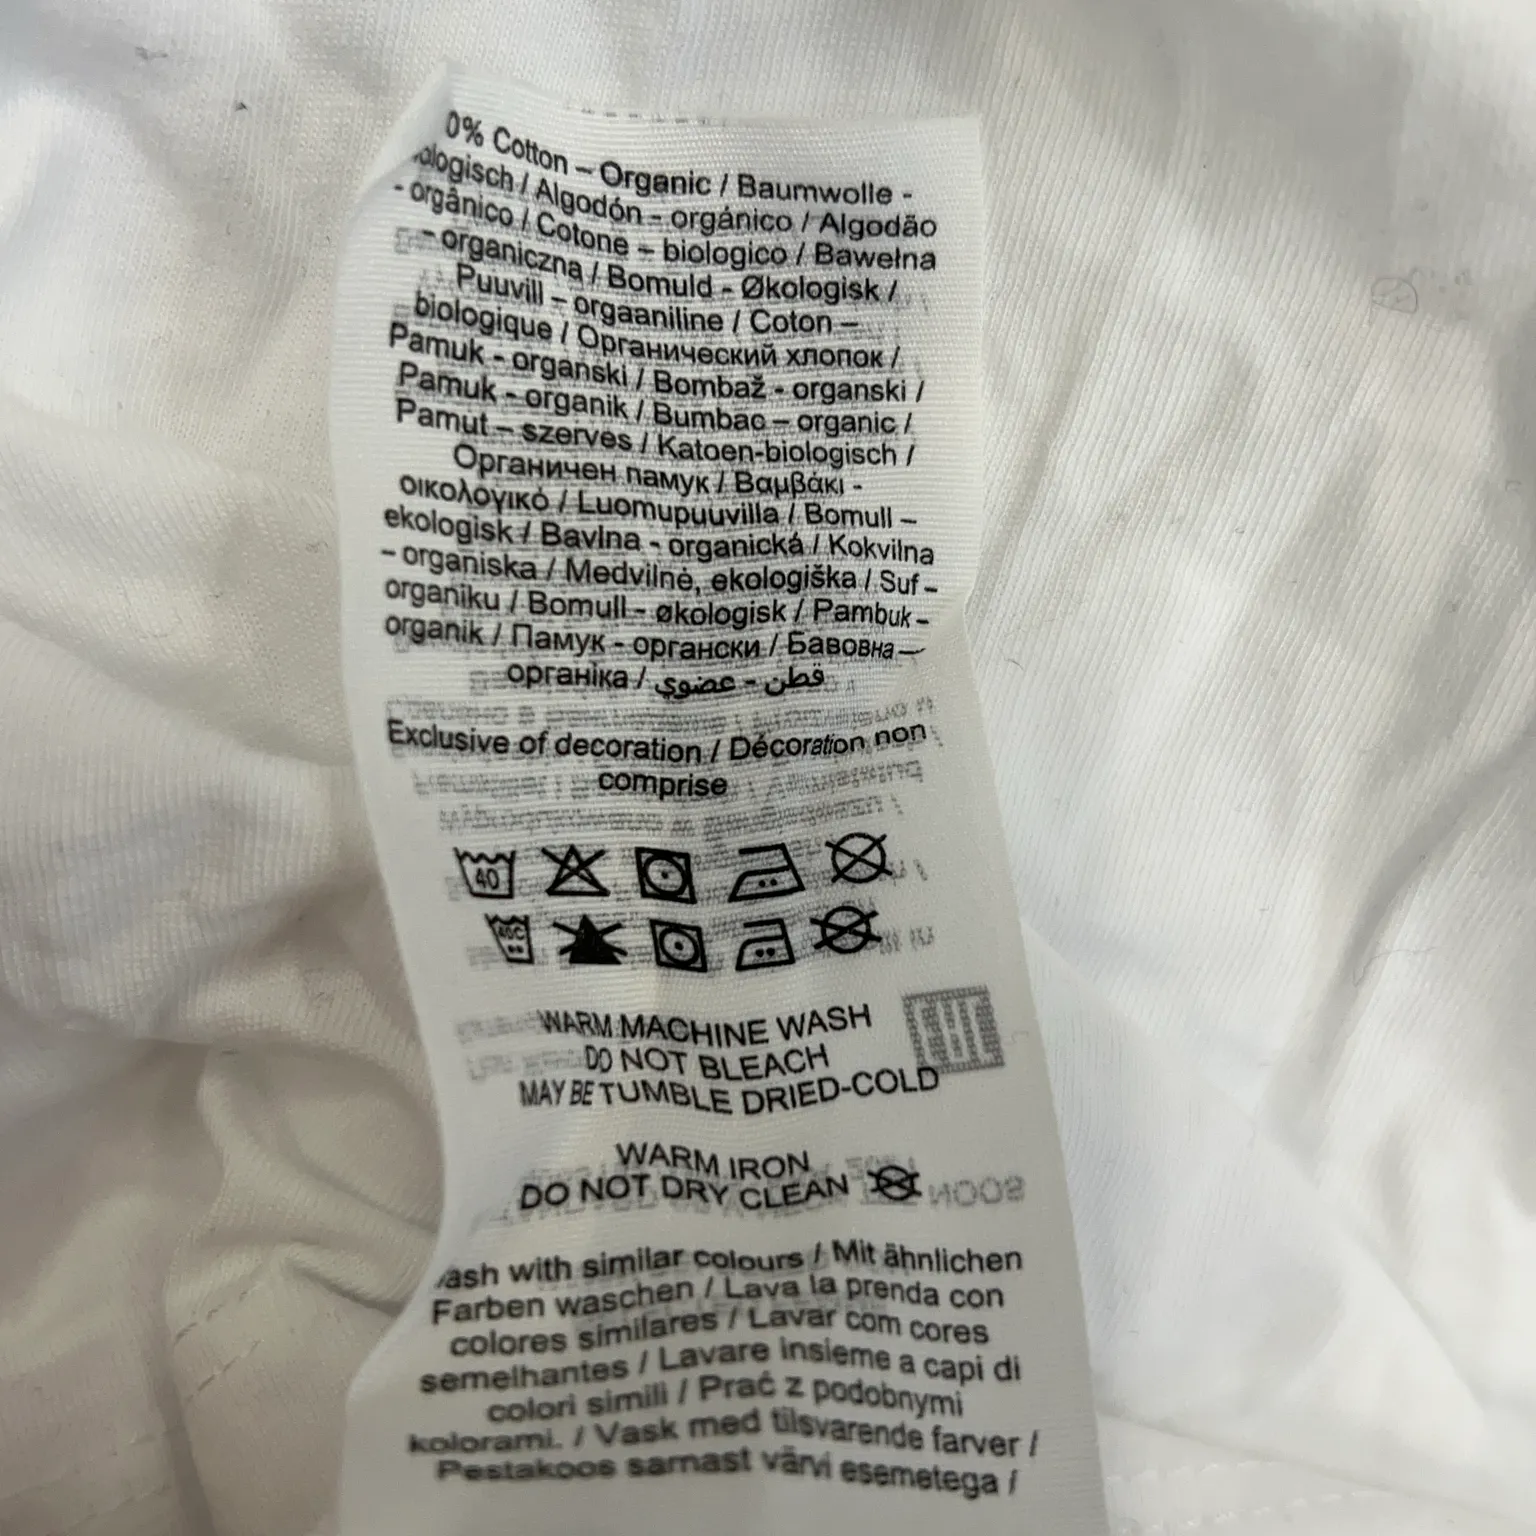 0% Cotton – Organic / Baumwolle -
ologisch / Algodón - orgánico / Algodão
- orgânico / Cotone – biologico / Bawełna
– organiczna / Bomuld - Økologisk /
Puuvill – orgaaniline / Coton –
biologique / Органический хлопок /
Pamuk - organski / Bombaž - organski /
Pamuk - organik / Bumbac – organic /
Pamut – szerves / Katoen-biologisch /
Органичен памук / Βαμβάκι -
οικολογικό / Luomupuuvilla / Bomull –
ekologisk / Bavlna - organická / Kokvilna
– organiska / Medvilnė, ekologiška / Suf –
organiku / Bomull - økologisk / Pambuk -
organik / Памук - органски / Бавовна —
органіка / قطن - عضوي
Exclusive of decoration / Décoration non
comprise
40
40C
WARM MACHINE WASH
DO NOT BLEACH
MAY BE TUMBLE DRIED-COLD
WARM IRON
DO NOT DRY CLEAN
ash with similar colours / Mit ähnlichen
Farben waschen / Lava la prenda con
colores similares / Lavar com cores
semelhantes / Lavare insieme a capi di
colori simili / Prać z podobnymi
kolorami. / Vask med tilsvarende farver /
Pestakoos samast värvi esemetega /